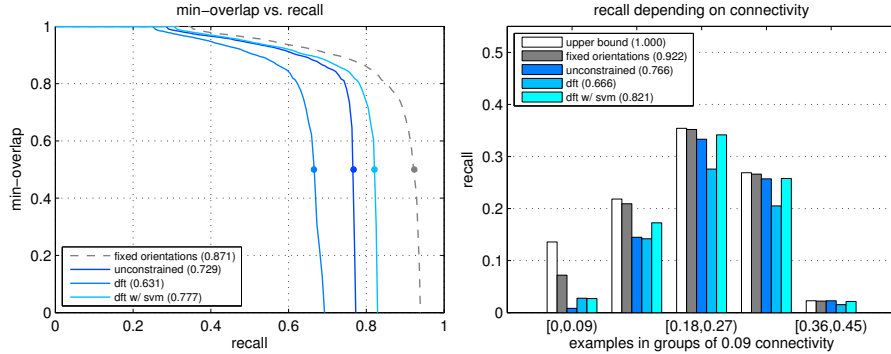 min−overlap vs. recall
1
0.8
0.6
0.4
0.2
0
min−overlap
fixed orientations (0.871)
unconstrained (0.729)
dft (0.631)
dft w/ svm (0.777)
0 0.2 0.4 0.6 0.8 1
recall
recall depending on connectivity
0.5
0.4
0.3
0.2
0.1
0
recall
upper bound (1.000)
fixed orientations (0.922)
unconstrained (0.766)
dft (0.666)
dft w/ svm (0.821)
[0,0.09) [0.18,0.27) [0.36,0.45)
examples in groups of 0.09 connectivity